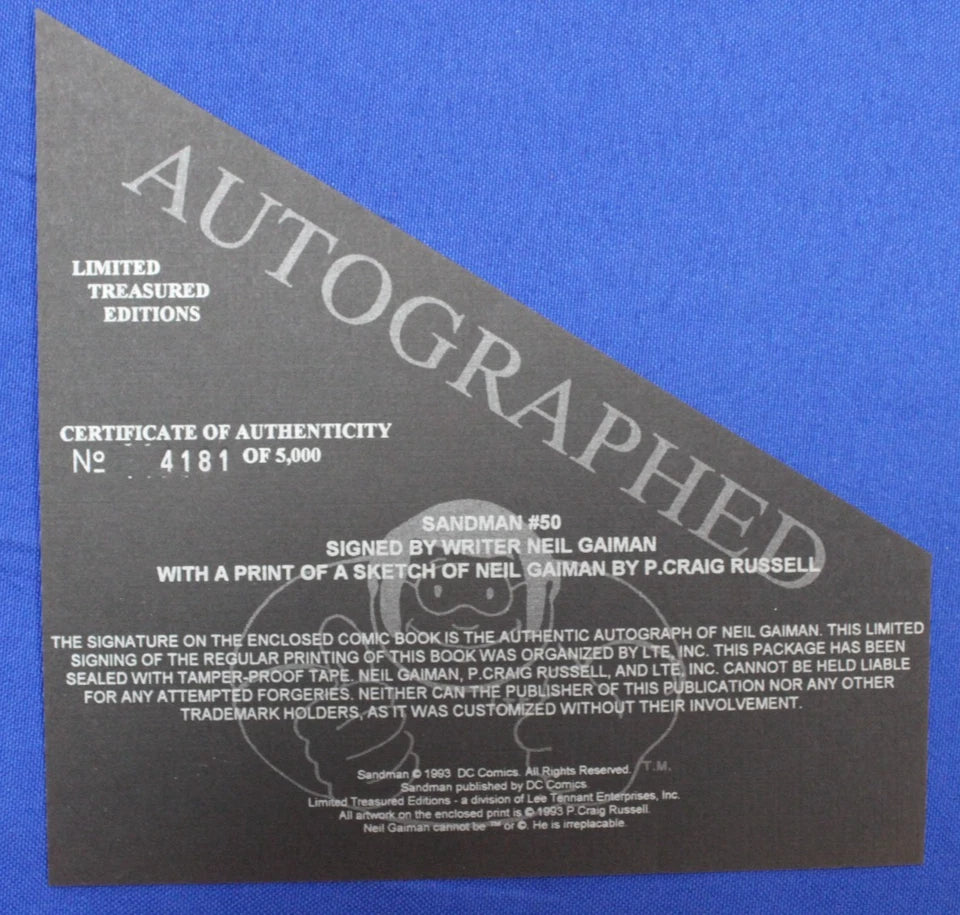 AUTOGRAPHED
LIMITED
TREASURED
EDITIONS
CERTIFICATE OF AUTHENTICITY
Nº 4181 OF 5,000
SANDMAN #50
SIGNED BY WRITER NEIL GAIMAN
WITH A PRINT OF A SKETCH OF NEIL GAIMAN BY P.CRAIG RUSSELL
THE SIGNATURE ON THE ENCLOSED COMIC BOOK IS THE AUTHENTIC AUTOGRAPH OF NEIL GAIMAN. THIS LIMITED
SIGNING OF THE REGULAR PRINTING OF THIS BOOK WAS ORGANIZED BY LTE, INC. THIS PACKAGE HAS BEEN
SEALED WITH TAMPER-PROOF TAPE. NEIL GAIMAN, P.CRAIG RUSSELL, AND LTE, INC. CANNOT BE HELD LIABLE
FOR ANY ATTEMPTED FORGERIES. NEITHER CAN THE PUBLISHER OF THIS PUBLICATION NOR ANY OTHER
TRADEMARK HOLDERS, AS IT WAS CUSTOMIZED WITHOUT THEIR INVOLVEMENT.
T.M.
Sandman © 1993 DC Comics. All Rights Reserved.
Sandman published by DC Comics
Limited Treasured Editions - a division of Lee Tennant Enterprises, Inc.
All artwork on the enclosed print is © 1993 P.Craig Russell.
Neil Gaiman cannot be ™ or ©. He is irreplacable.